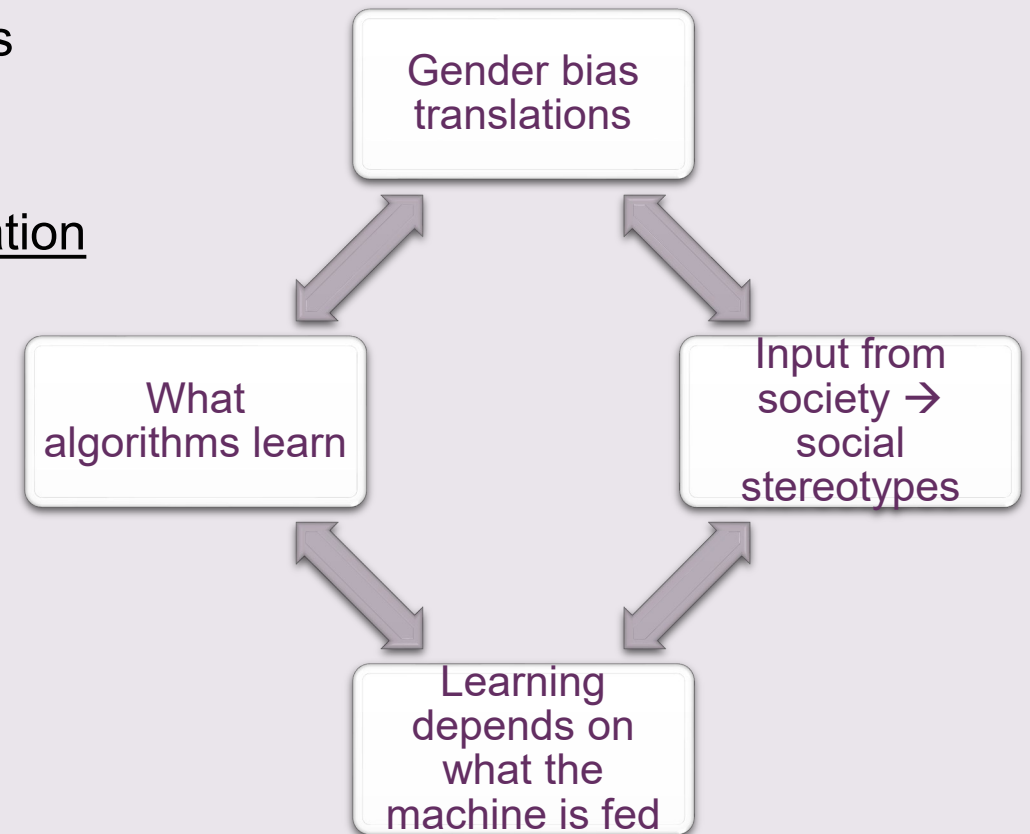 s
ation
Gender bias
translations
What
algorithms learn
Input from
society →
social
stereotypes
Learning
depends on
what the
machine is fed